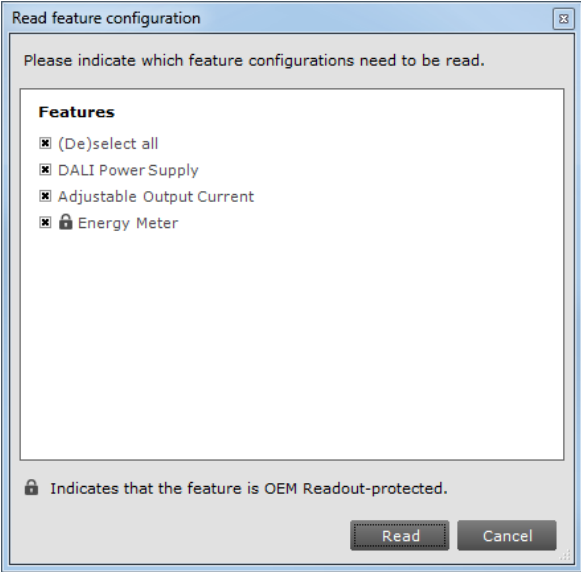 Read feature configuration
Please indicate which feature configurations need to be read.
Features
(De)select all
DALI Power Supply
Adjustable Output Current
Energy Meter
Indicates that the feature is OEM Readout-protected.
Read
Cancel